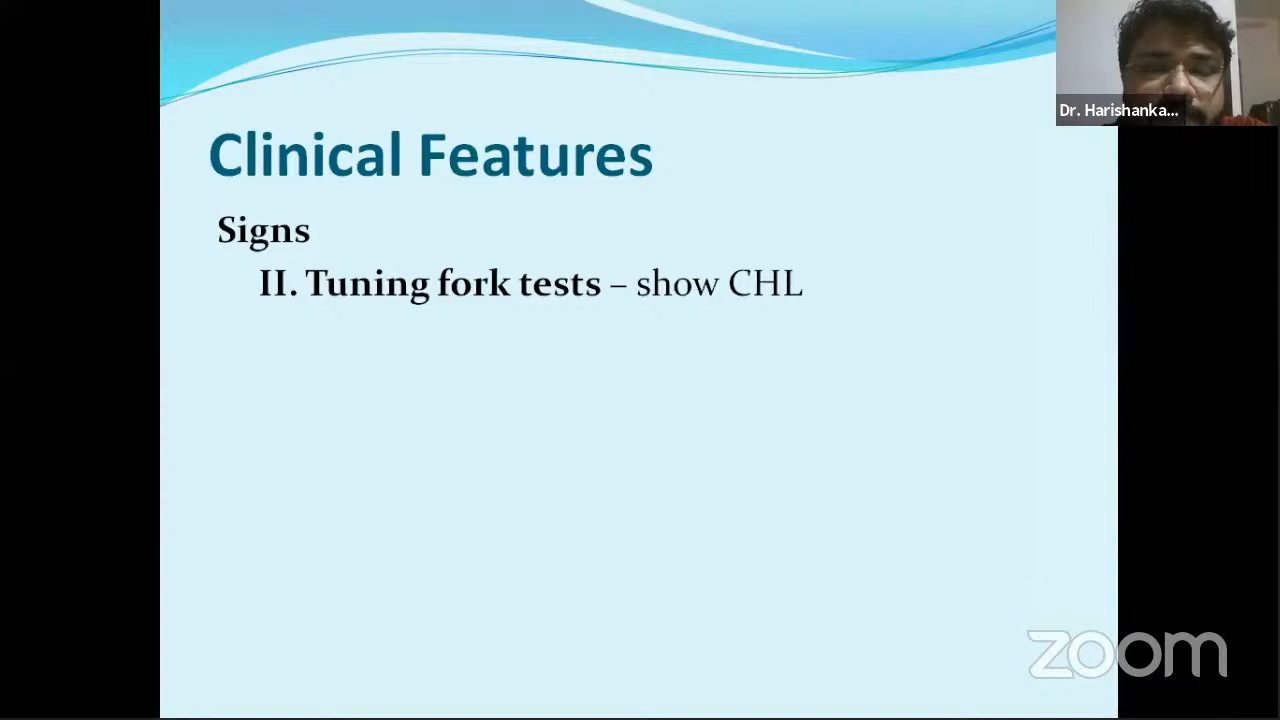 Dr. Harishanka...
Clinical Features
Signs
II. Tuning fork tests – show CHL
zoom